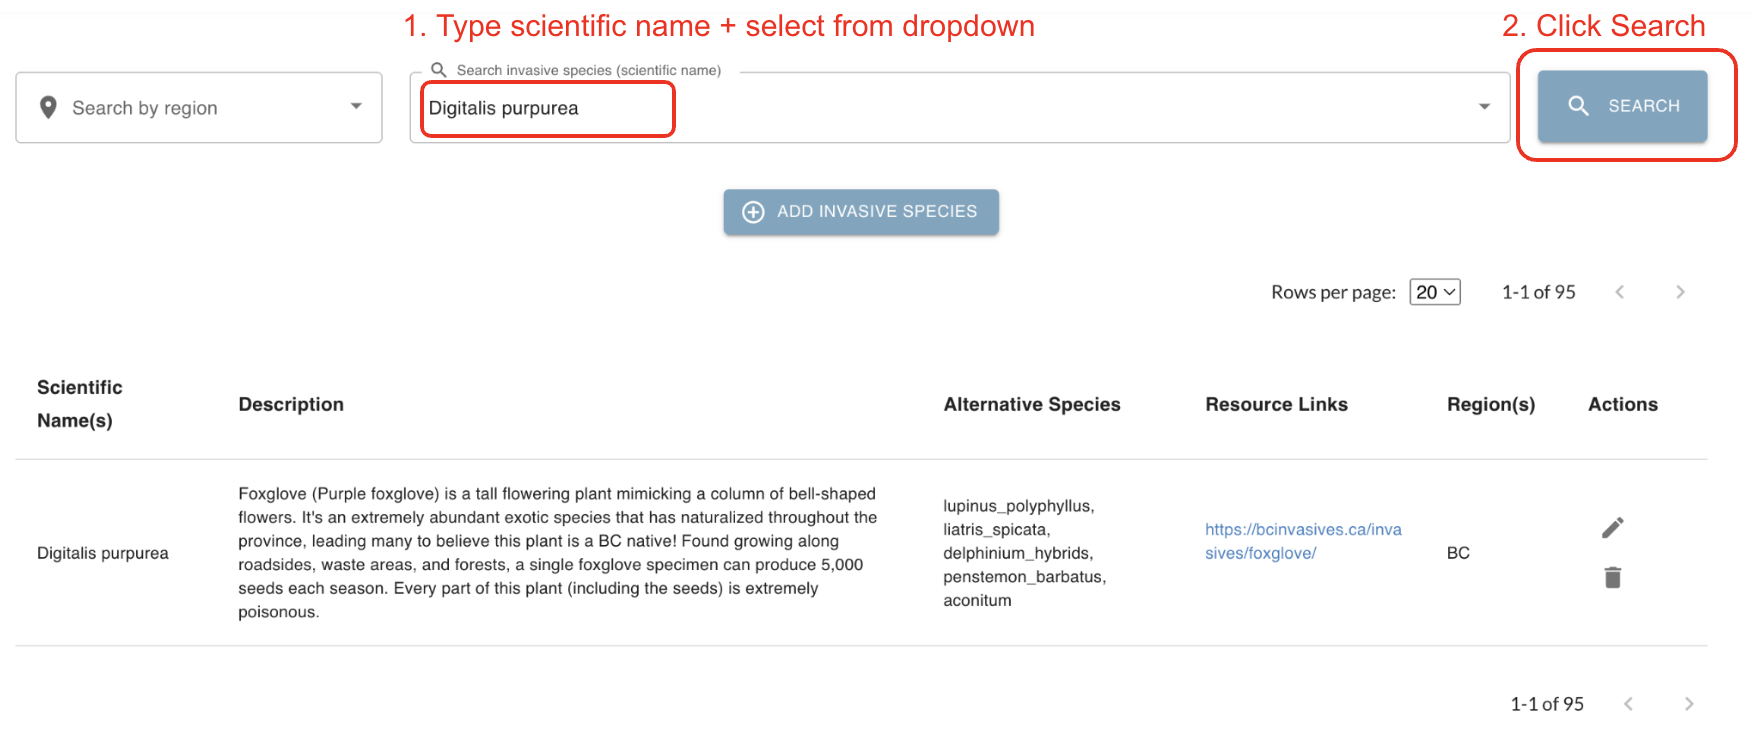 1. Type scientific name + select from dropdown
2. Click Search
Search by region
Search invasive species (scientific name)
Digitalis purpurea
SEARCH
ADD INVASIVE SPECIES
Rows per page: 20 1-1 of 95
Scientific
Name(s)
Description
Alternative Species
Resource Links
Region(s)
Actions
Digitalis purpurea
Foxglove (Purple foxglove) is a tall flowering plant mimicking a column of bell-shaped
flowers. It's an extremely abundant exotic species that has naturalized throughout the
province, leading many to believe this plant is a BC native! Found growing along
roadsides, waste areas, and forests, a single foxglove specimen can produce 5,000
seeds each season. Every part of this plant (including the seeds) is extremely
poisonous.
lupinus_polyphyllus,
liatris_spicata,
delphinium_hybrids,
penstemon_barbatus,
aconitum
https://bcinvasives.ca/inva
sives/foxglove/
BC
1-1 of 95